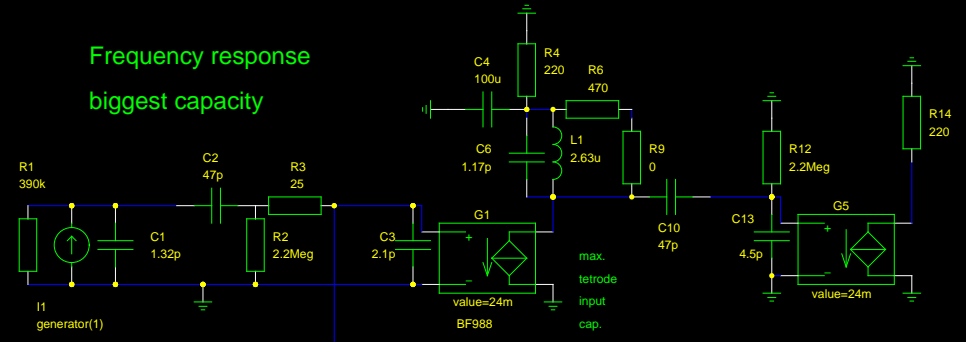 Frequency response
biggest capacity
R4
220
C4
100u
R6
470
R14
220
C6
1.17p
L1
2.63u
R9
0
R12
2.2Meg
R1
390k
C2
47p
R3
25
C1
1.32p
R2
2.2Meg
C3
2.1p
G1
+
−
C10
47p
C13
4.5p
G5
+
−
max.
tetrode
input
cap.
value=24m
value=24m
I1
generator(1)
BF988